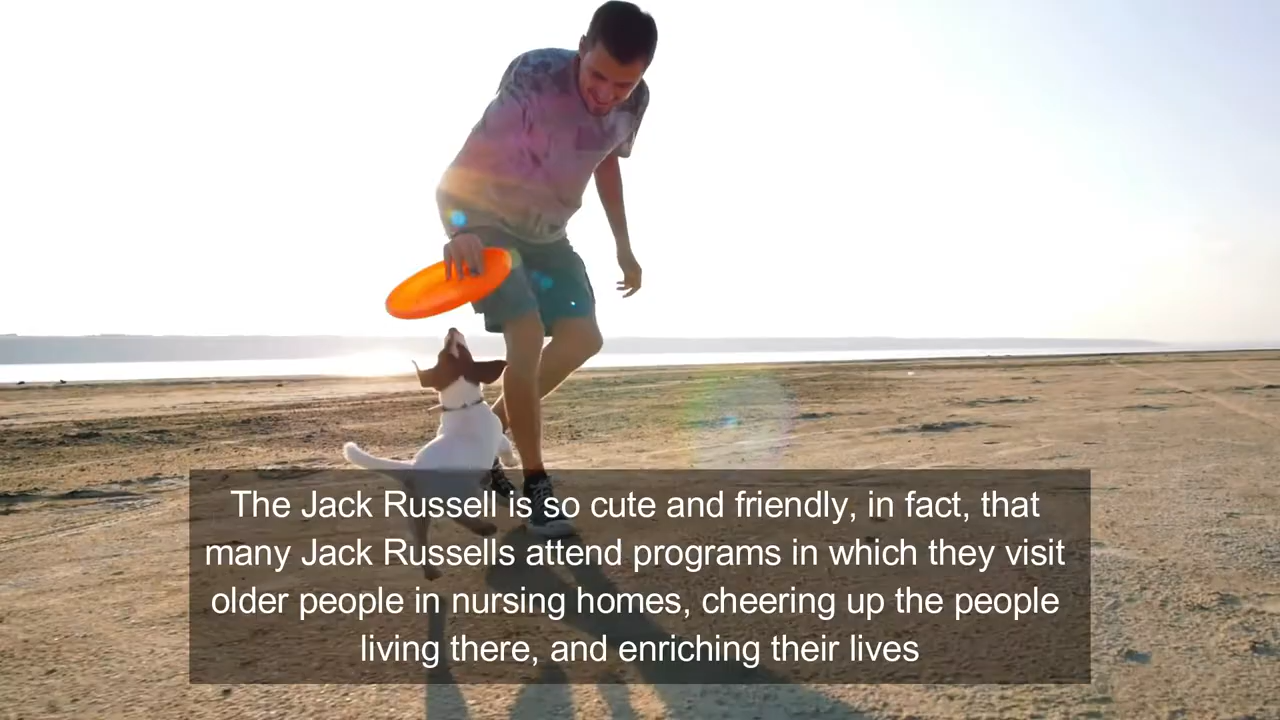 The Jack Russell is so cute and friendly, in fact, that
many Jack Russells attend programs in which they visit
older people in nursing homes, cheering up the people
living there, and enriching their lives